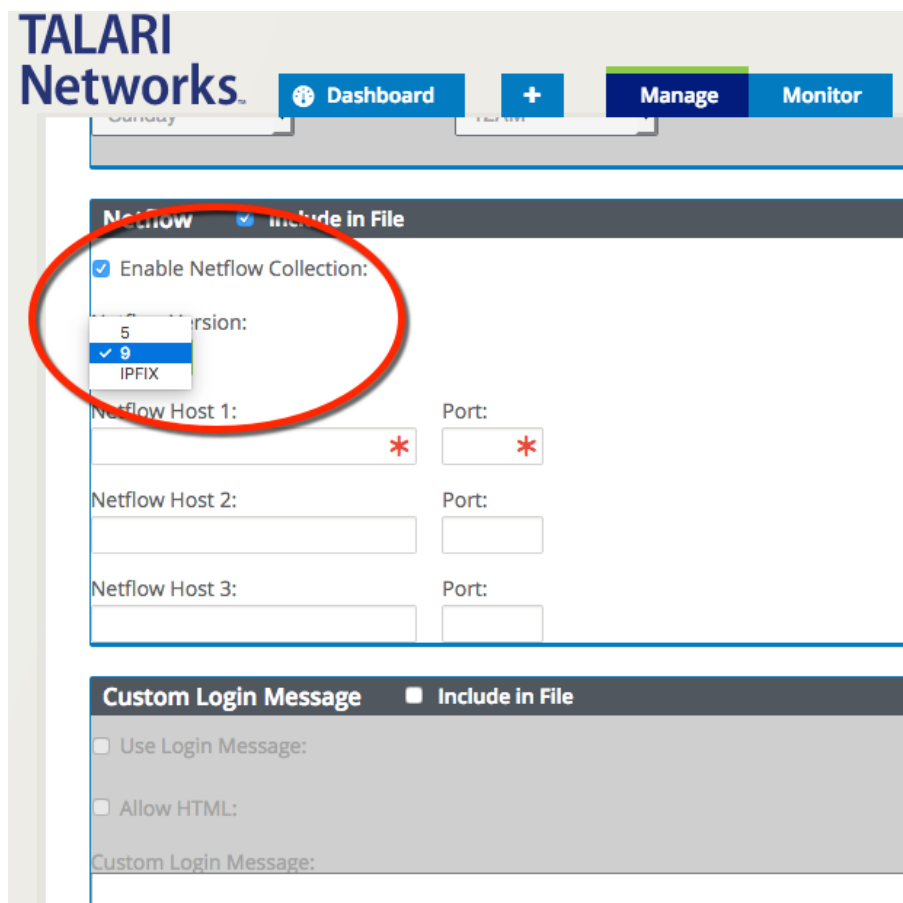 TALARI
Networks™
Dashboard + Manage Monitor
Netflow Include in File
Enable Netflow Collection:
Version:
5
9
IPFIX
Netflow Host 1: Port:
* *
Netflow Host 2: Port:
Netflow Host 3: Port:
Custom Login Message Include in File
Use Login Message:
Allow HTML:
Custom Login Message: